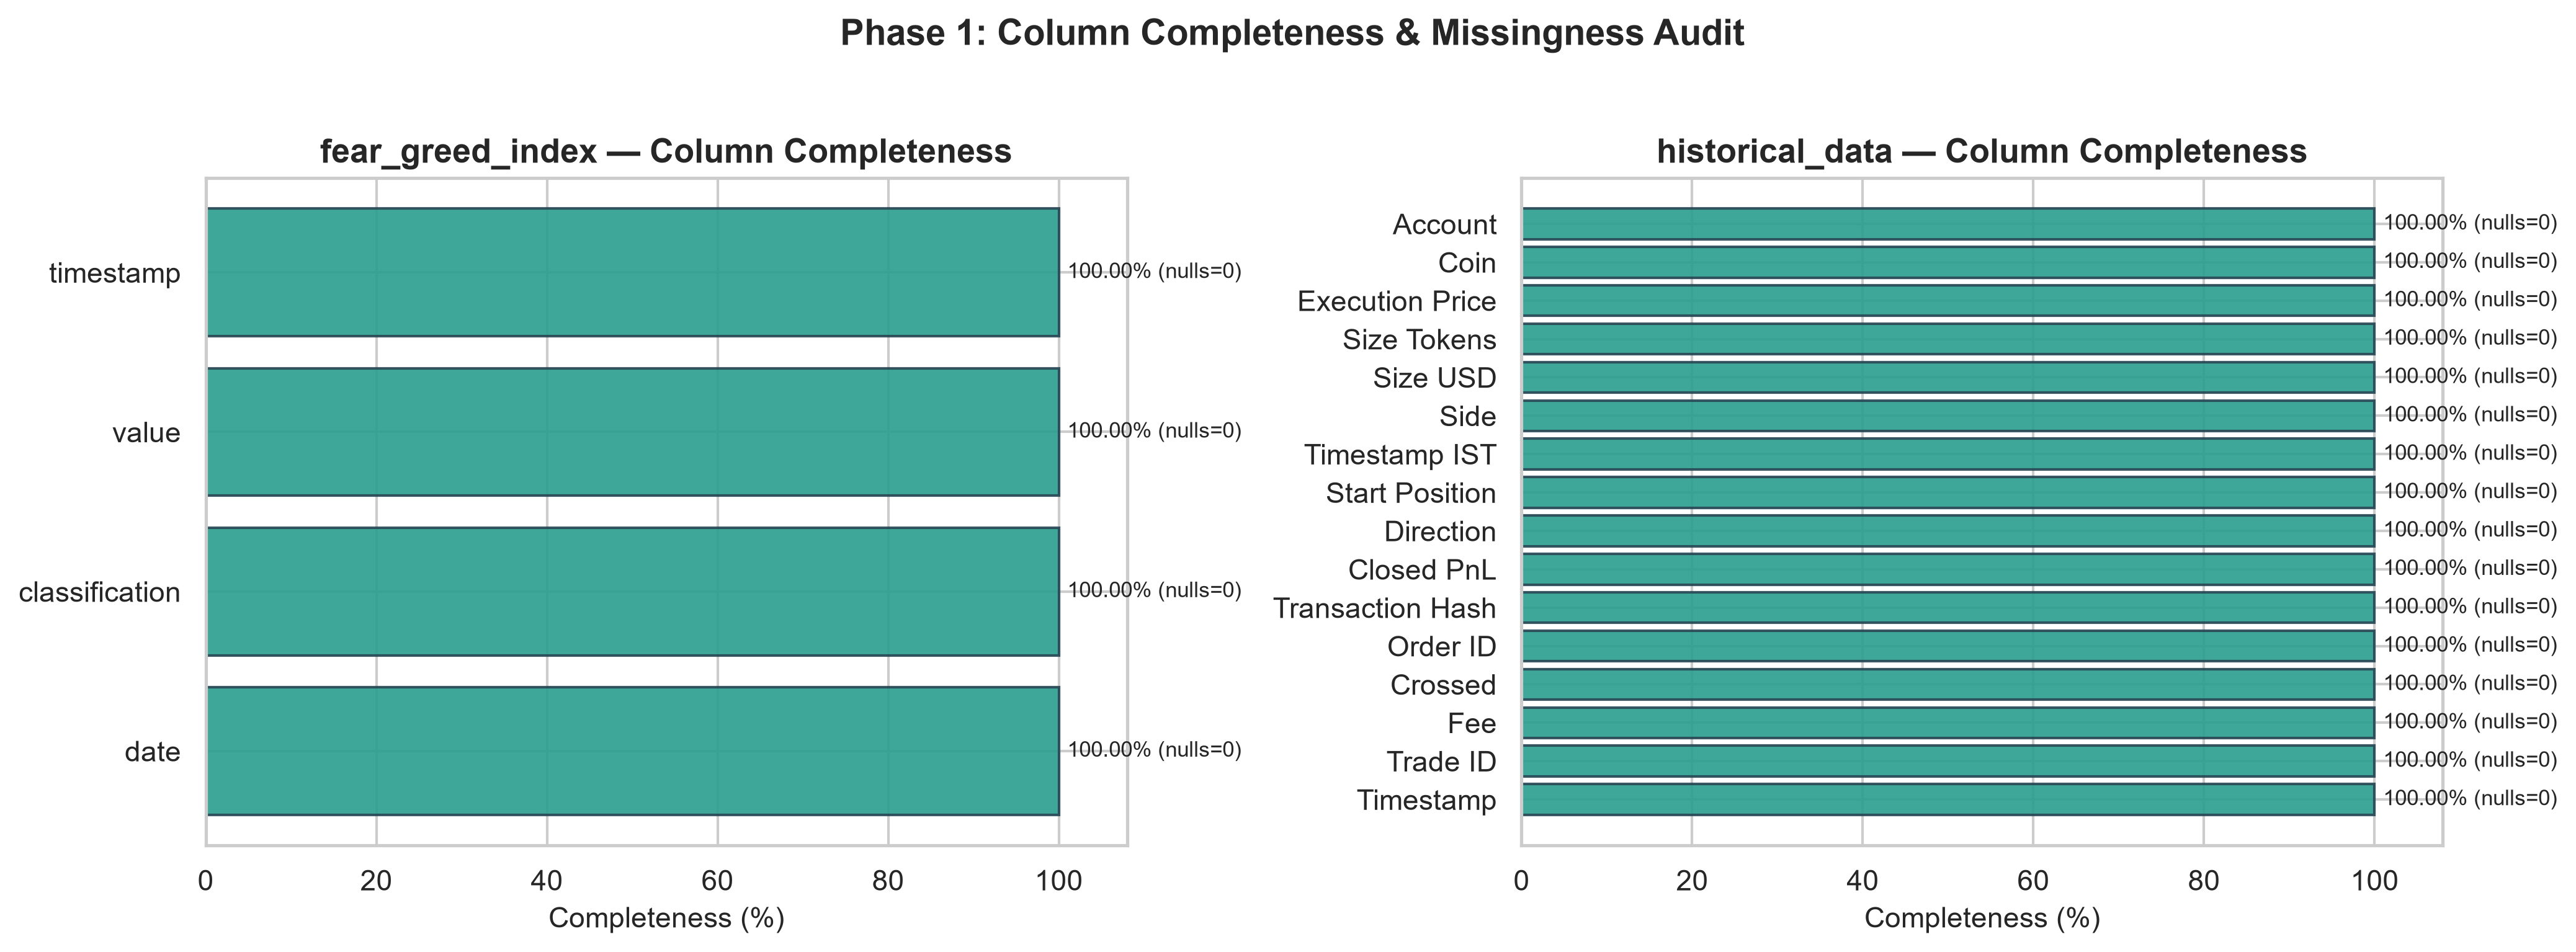 Phase 1: Column Completeness & Missingness Audit
fear_greed_index — Column Completeness
timestamp 100.00% (nulls=0)
value 100.00% (nulls=0)
classification 100.00% (nulls=0)
date 100.00% (nulls=0)
0 20 40 60 80 100
Completeness (%)
historical_data — Column Completeness
Account 100.00% (nulls=0)
Coin 100.00% (nulls=0)
Execution Price 100.00% (nulls=0)
Size Tokens 100.00% (nulls=0)
Size USD 100.00% (nulls=0)
Side 100.00% (nulls=0)
Timestamp IST 100.00% (nulls=0)
Start Position 100.00% (nulls=0)
Direction 100.00% (nulls=0)
Closed PnL 100.00% (nulls=0)
Transaction Hash 100.00% (nulls=0)
Order ID 100.00% (nulls=0)
Crossed 100.00% (nulls=0)
Fee 100.00% (nulls=0)
Trade ID 100.00% (nulls=0)
Timestamp 100.00% (nulls=0)
0 20 40 60 80 100
Completeness (%)